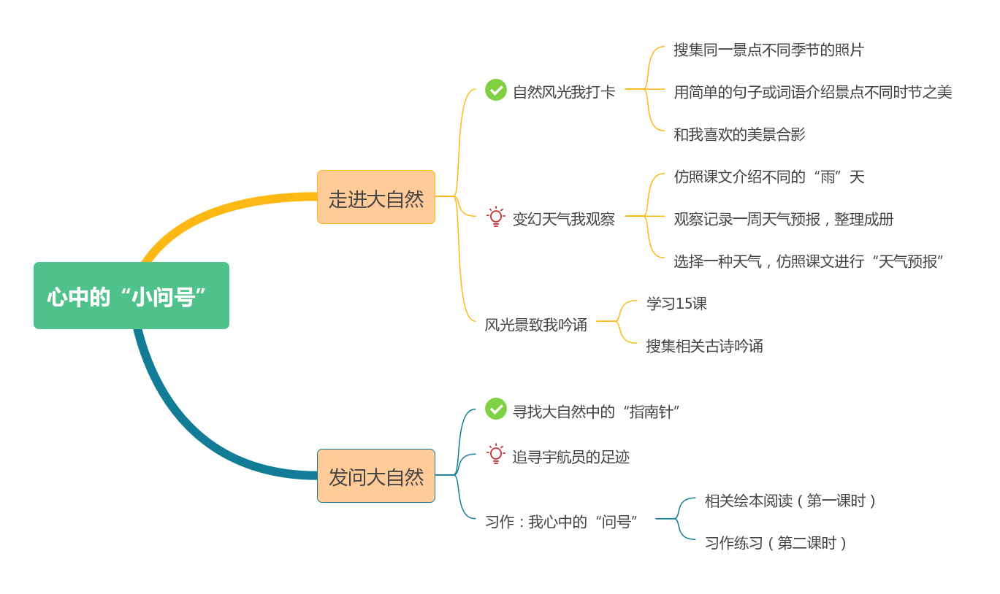 心中的“小问号”
走进大自然
自然风光我打卡
搜集同一景点不同季节的照片
用简单的句子或词语介绍景点不同时节之美
和我喜欢的美景合影
变幻天气我观察
仿照课文介绍不同的“雨”天
观察记录一周天气预报，整理成册
选择一种天气，仿照课文进行“天气预报”
风光景致我吟诵
学习15课
搜集相关古诗吟诵
发问大自然
寻找大自然中的“指南针”
追寻宇航员的足迹
习作：我心中的“问号”
相关绘本阅读（第一课时）
习作练习（第二课时）